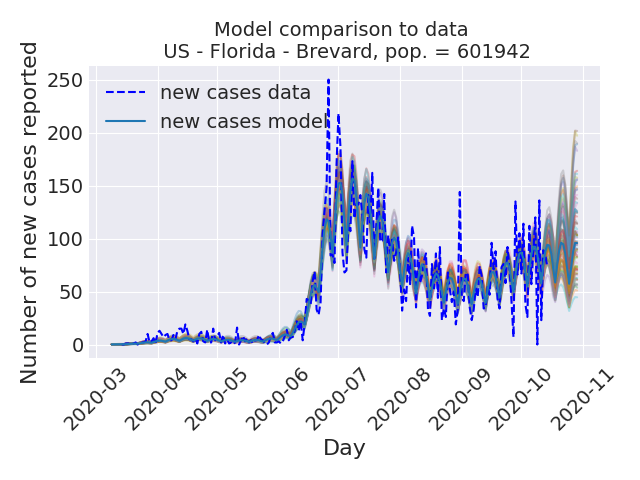 Model comparison to data
US - Florida - Brevard, pop. = 601942
Number of new cases reported
250
200
150
100
50
0
new cases data
new cases model
2020-03
2020-04
2020-05
2020-06
2020-07
2020-08
2020-09
2020-10
2020-11
Day